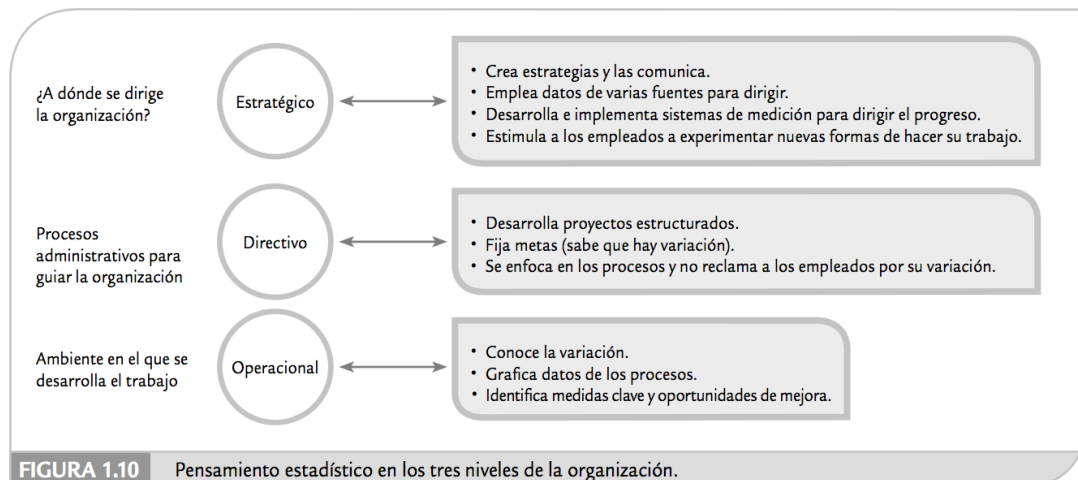 ¿A dónde se dirige
la organización?
Estratégico
• Crea estrategias y las comunica.
• Emplea datos de varias fuentes para dirigir.
• Desarrolla e implementa sistemas de medición para dirigir el progreso.
• Estimula a los empleados a experimentar nuevas formas de hacer su trabajo.
Procesos
administrativos para
guiar la organización
Directivo
• Desarrolla proyectos estructurados.
• Fija metas (sabe que hay variación).
• Se enfoca en los procesos y no reclama a los empleados por su variación.
Ambiente en el que se
desarrolla el trabajo
Operacional
• Conoce la variación.
• Grafica datos de los procesos.
• Identifica medidas clave y oportunidades de mejora.
FIGURA 1.10 Pensamiento estadístico en los tres niveles de la organización.